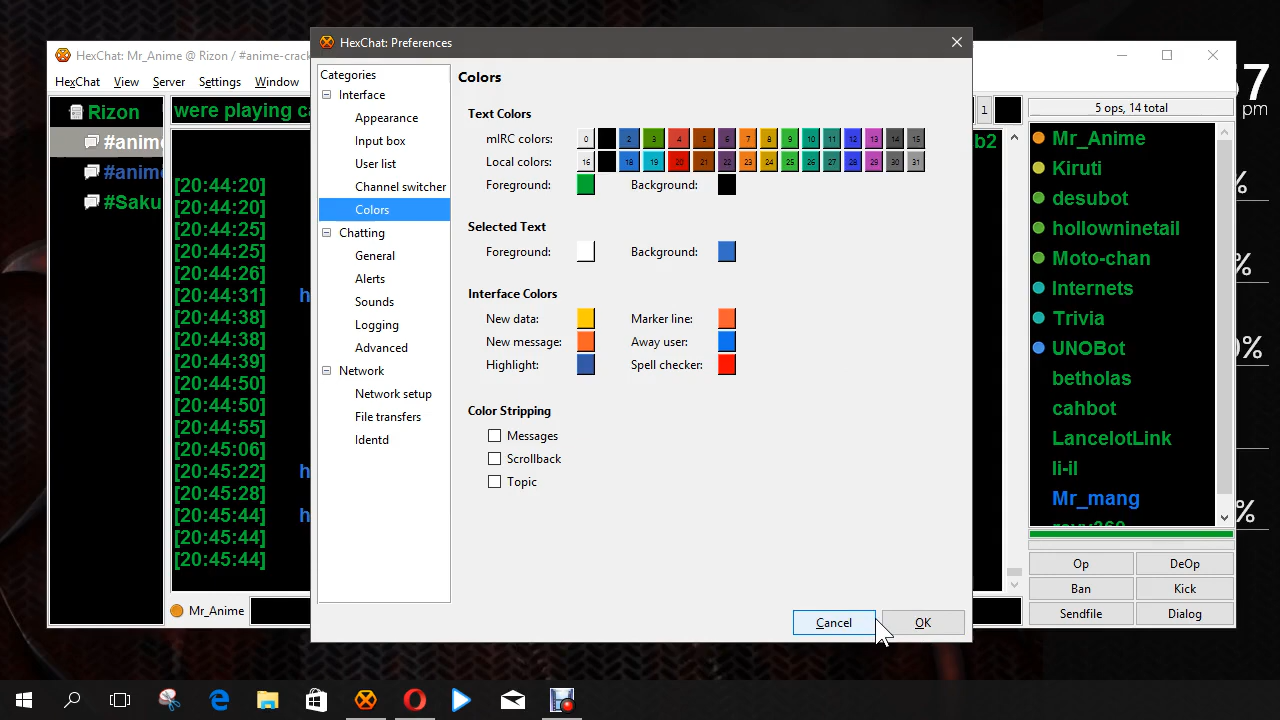 HexChat: Mr_Anime @ Rizon / #anime-crack
HexChat View Server Settings Window
Rizon
#anime
#anime
#Saku
were playing ca
[20:44:20]
[20:44:20]
[20:44:25]
[20:44:25]
[20:44:26]
[20:44:31] h
[20:44:38]
[20:44:38]
[20:44:39]
[20:44:50]
[20:44:50]
[20:44:55]
[20:45:06]
[20:45:22] h
[20:45:28]
[20:45:44] h
[20:45:44]
[20:45:44]
Mr_Anime
HexChat: Preferences
Categories
Interface
Appearance
Input box
User list
Channel switcher
Colors
Chatting
General
Alerts
Sounds
Logging
Advanced
Network
Network setup
File transfers
Identd
Colors
Text Colors
mIRC colors: 0 2 3 4 5 6 7 8 9 10 11 12 13 14 15
Local colors: 16 18 19 20 21 22 23 24 25 26 27 28 29 30 31
Foreground: Background:
Selected Text
Foreground: Background:
Interface Colors
New data: Marker line:
New message: Away user:
Highlight: Spell checker:
Color Stripping
Messages
Scrollback
Topic
Cancel OK
1
b2
5 ops, 14 total
Mr_Anime
Kiruti
desubot
hollowninetail
Moto-chan
Internets
Trivia
UNOBot
betholas
cahbot
LancelotLink
li-il
Mr_mang
Op DeOp
Ban Kick
Sendfile Dialog
57
pm
%
%
0%
%